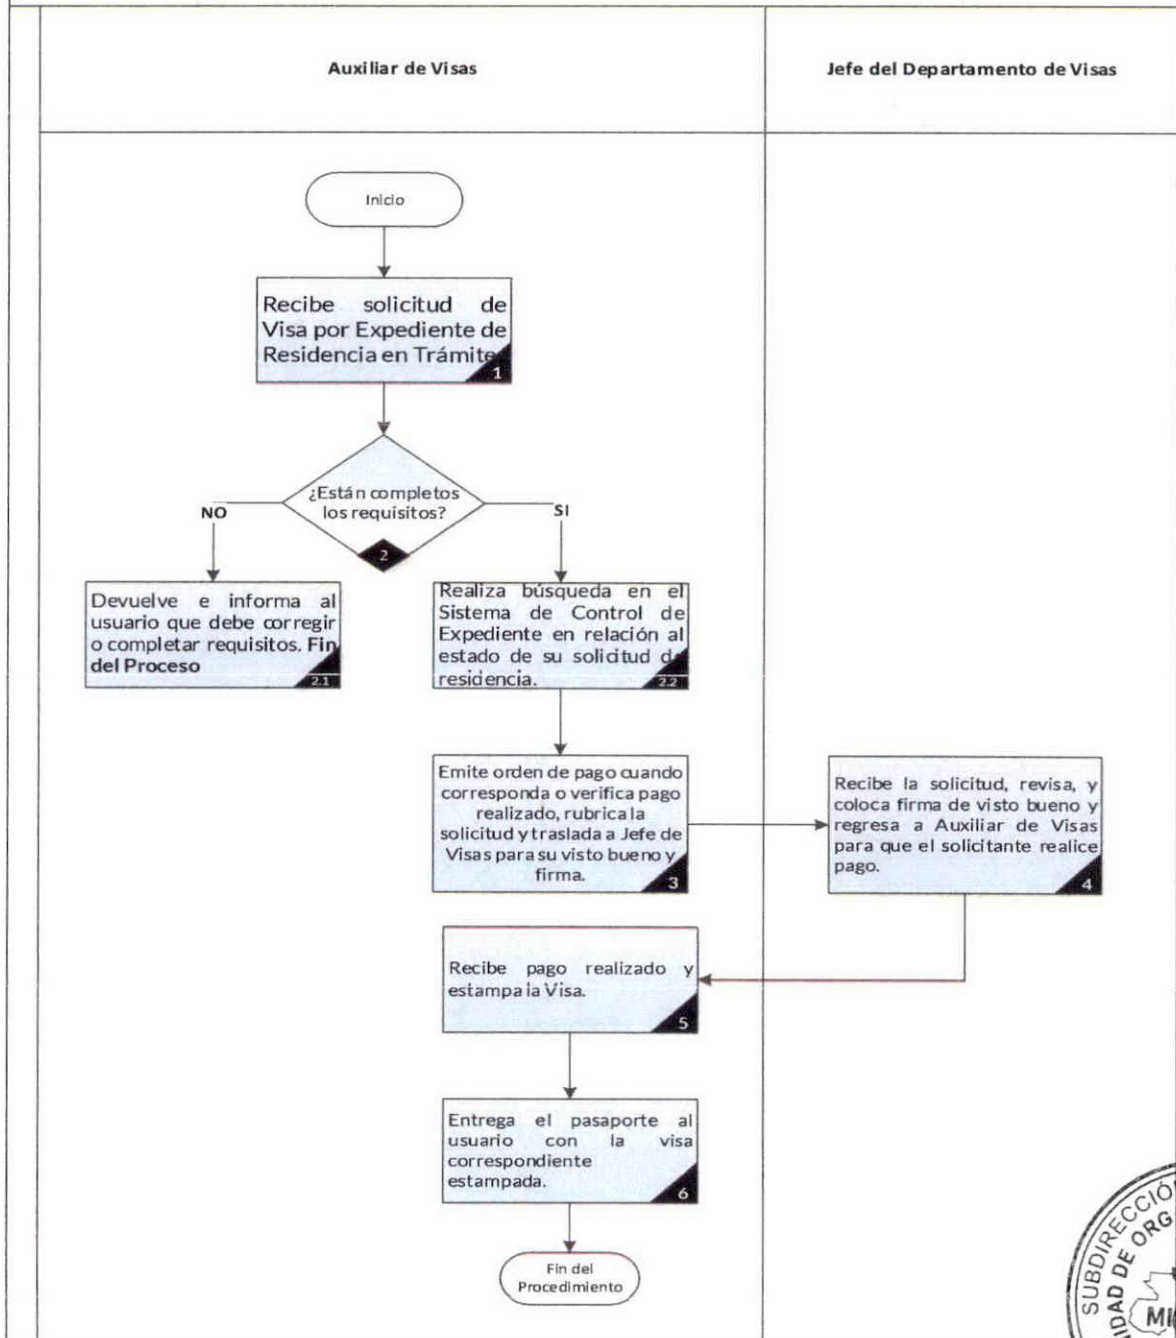 Auxiliar de Visas
Jefe del Departamento de Visas
Inicio
Recibe solicitud de
Visa por Expediente de
Residencia en Trámite
1
¿Están completos
los requisitos?
2
NO
SI
Devuelve e informa al
usuario que debe corregir
o completar requisitos. Fin
del Proceso
2.1
Realiza búsqueda en el
Sistema de Control de
Expediente en relación al
estado de su solicitud de
residencia.
2.2
Emite orden de pago cuando
corresponda o verifica pago
realizado, rubrica la
solicitud y traslada a Jefe de
Visas para su visto bueno y
firma.
3
Recibe la solicitud, revisa, y
coloca firma de visto bueno y
regresa a Auxiliar de Visas
para que el solicitante realice
pago.
4
Recibe pago realizado y
estampa la Visa.
5
Entrega el pasaporte al
usuario con la visa
correspondiente
estampada.
6
Fin del
Procedimiento
SUBDIRECCIÓ
DE ORG